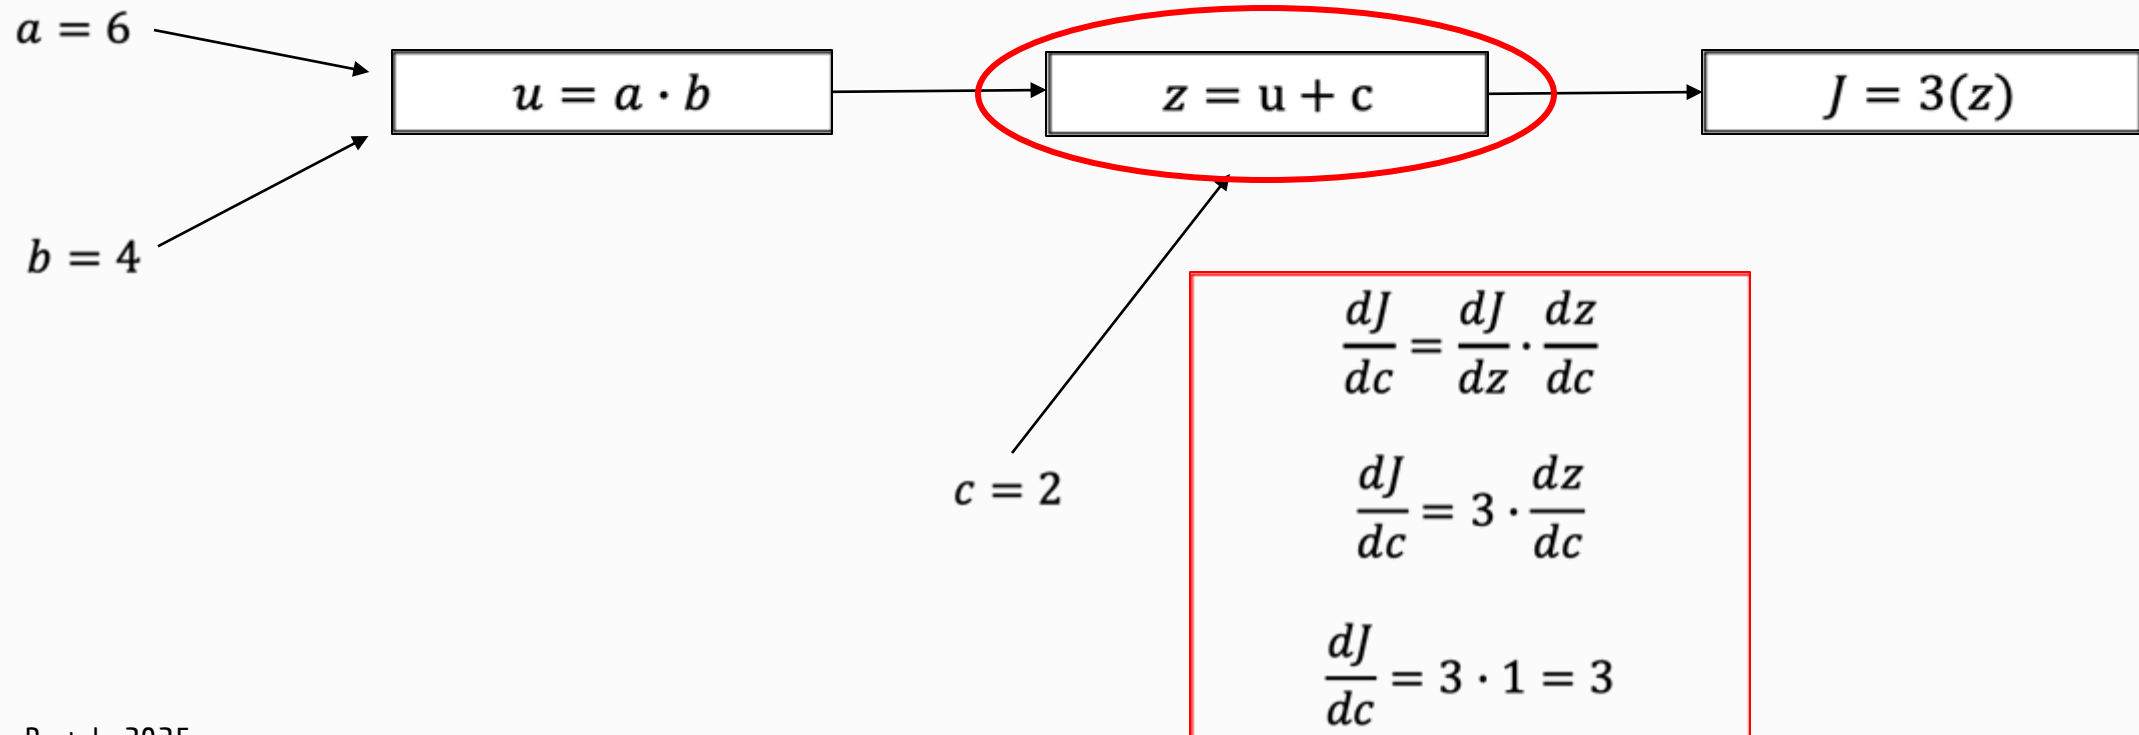 a = 6
u = a · b
z = u + c
J = 3(z)
b = 4
c = 2
dJ/dc = dJ/dz · dz/dc
dJ/dc = 3 · dz/dc
dJ/dc = 3 · 1 = 3